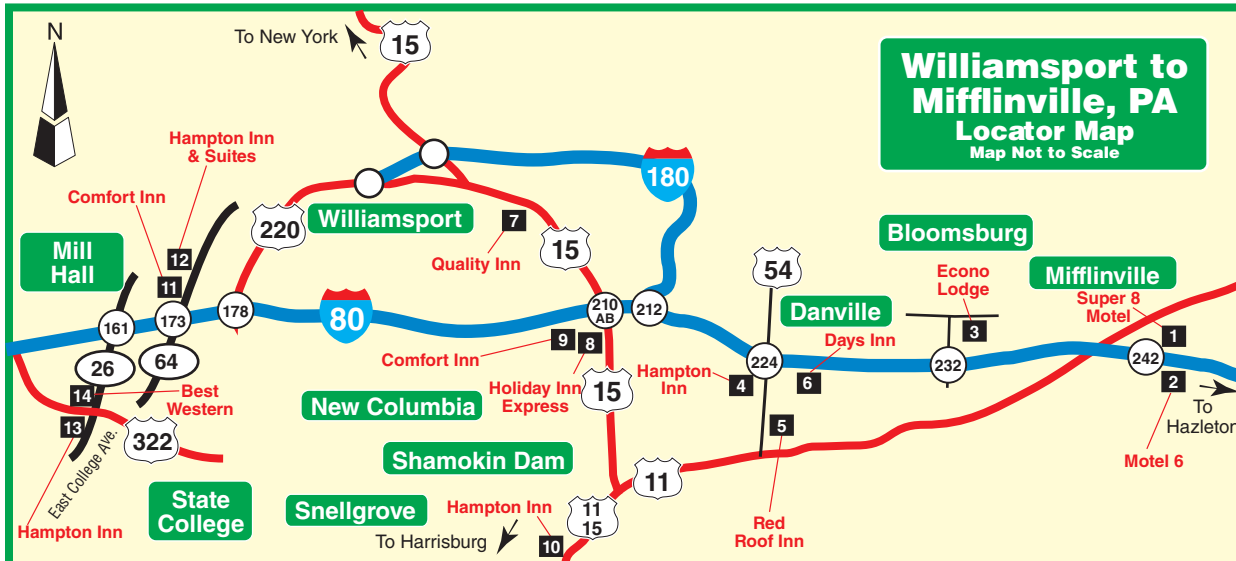 N
To New York
15
Williamsport to
Mifflinville, PA
Locator Map
Map Not to Scale
Hampton Inn
& Suites
Comfort Inn
180
220
Williamsport
7
Quality Inn
15
Bloomsburg
Mill
Hall
12
11
54
Econo
Lodge
Mifflinville
Super 8
Motel
161
173
178
80
210
AB
212
Danville
Days Inn
3
1
26
64
Comfort Inn
9
8
Holiday Inn
Express
Hampton
Inn
4
224
6
232
242
2
To
Hazleton
14
Best
Western
New Columbia
15
13
East College Ave.
322
5
Motel 6
Shamokin Dam
11
State
College
Snellgrove
Hampton Inn
11
15
Hampton Inn
To Harrisburg
10
Red
Roof Inn